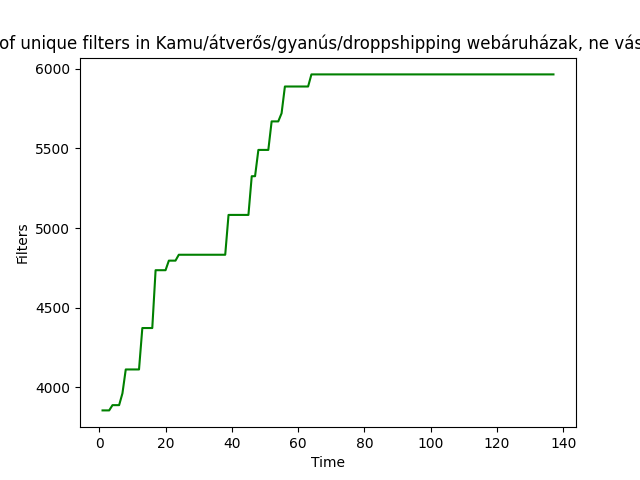 of unique filters in Kamu/átverős/gyanús/droppshipping webáruházak, ne vás
6000
5500
5000
4500
4000
Filters
0 20 40 60 80 100 120 140
Time